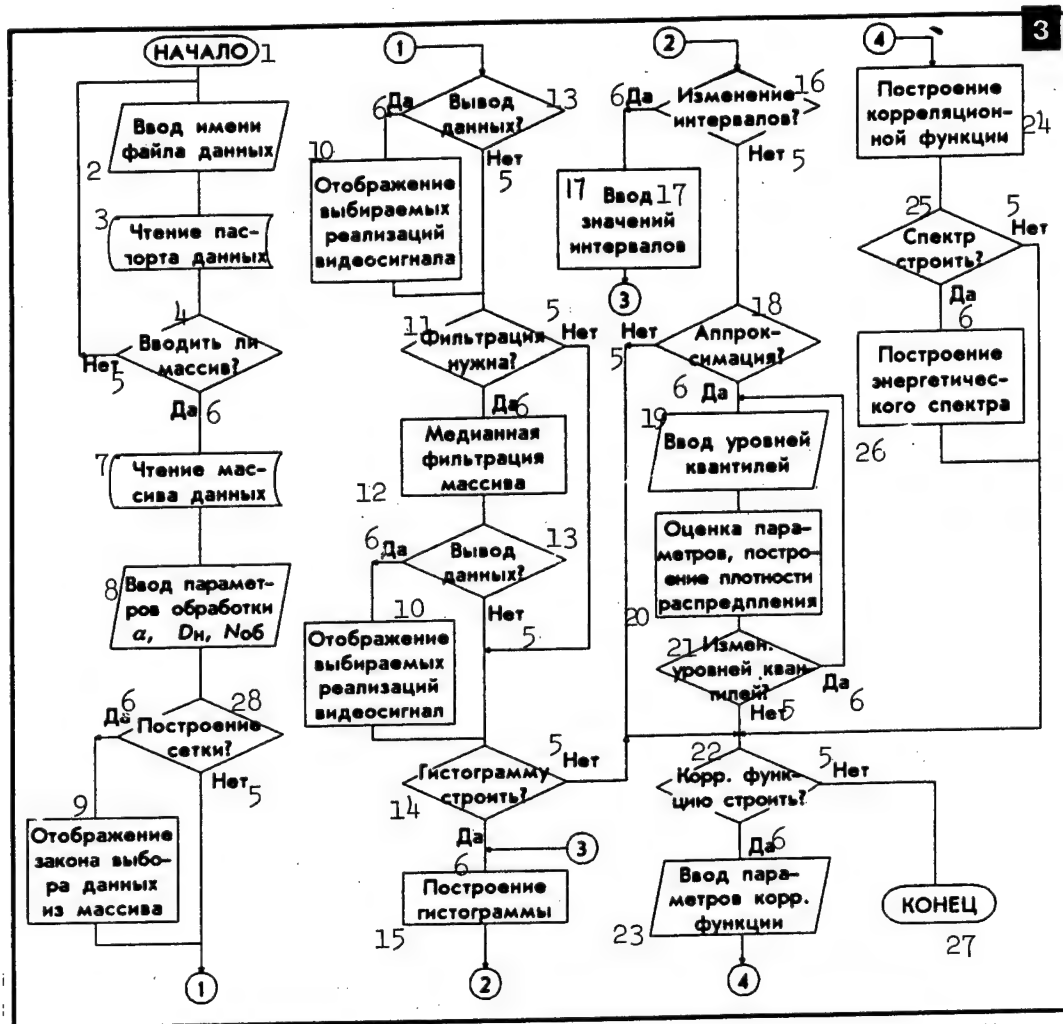 3
НАЧАЛО 1
Ввод имени
файла данных
2
3
Чтение пас-
порта данных
4
Вводить ли
массив?
Нет
5
Да 6
7
Чтение мас-
сива данных
8
Ввод парамет-
ров обработки
α, Dн, Nоб
6
Да
28
Построение
сетки?
Нет 5
9
Отображение
закона выбо-
ра данных
из массива
1
1
6 Да
Вывод
данных?
13
Нет
5
10
Отображение
выбираемых
реализаций
видеосигнала
11
Фильтрация
нужна?
5
Нет
Да 6
Медианная
фильтрация
массива
12
6 Да
Вывод
данных?
13
Нет
5
10
Отображение
выбираемых
реализаций
видеосигнал
Гистограмму
строить?
5
Нет
14
Да
6
3
Построение
гистограммы
15
2
2
6
Да
Изменение
интервалов?
16
Нет 5
17 Ввод 17
значений
интервалов
3
18
Аппрок-
симация?
Нет
5
6
Да
19
Ввод уровней
квантилей
Оценка пара-
метров, постро-
ение плотности
распредпления
20
21 Измен.
уровней кван-
тилей?
Да
6
Нет 5
22
Корр. функ-
цию строить?
5
Нет
Да 6
Ввод пара-
метров корр.
функции
23
4
4
Построение
корреляцион-
ной функции
24
25
Спектр
строить?
5
Нет
Да
6
Построение
энергетичес-
кого спектра
26
КОНЕЦ
27